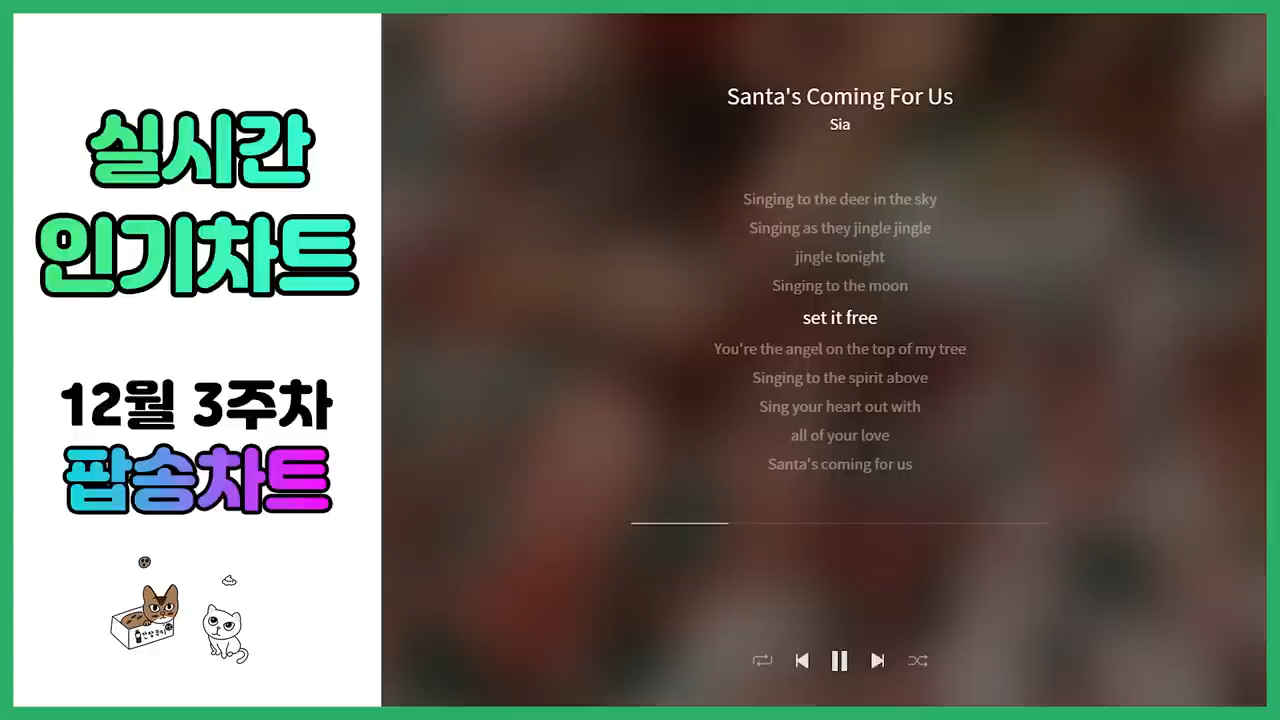 실시간
인기차트
12월 3주차
팝송차트
Santa's Coming For Us
Sia
Singing to the deer in the sky
Singing as they jingle jingle
jingle tonight
Singing to the moon
set it free
You're the angel on the top of my tree
Singing to the spirit above
Sing your heart out with
all of your love
Santa's coming for us